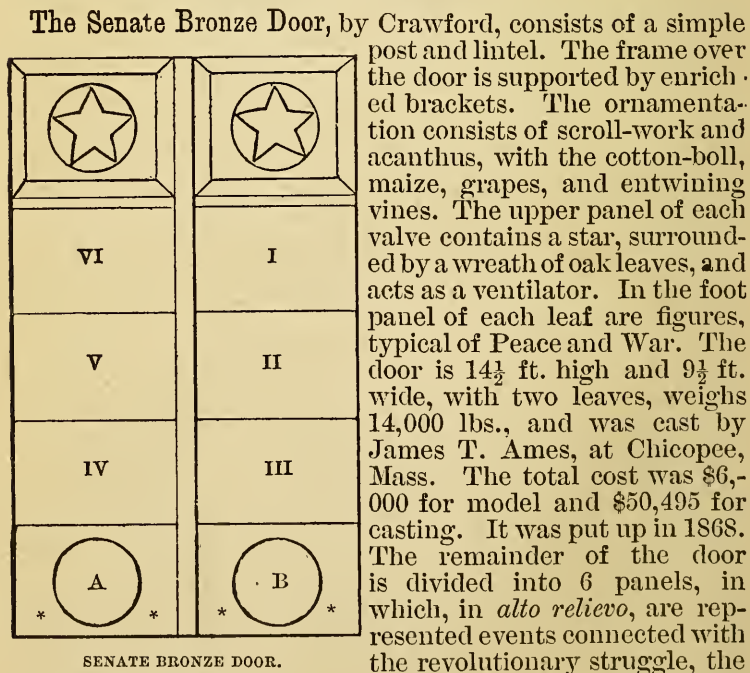 The Senate Bronze Door, by Crawford, consists of a simple
post and lintel. The frame over
the door is supported by enrich-
ed brackets. The ornamenta-
tion consists of scroll-work and
acanthus, with the cotton-boll,
maize, grapes, and entwining
vines. The upper panel of each
valve contains a star, surround-
ed by a wreath of oak leaves, and
acts as a ventilator. In the foot
panel of each leaf are figures,
typical of Peace and War. The
door is 14½ ft. high and 9½ ft.
wide, with two leaves, weighs
14,000 lbs., and was cast by
James T. Ames, at Chicopee,
Mass. The total cost was $6,-
000 for model and $50,495 for
casting. It was put up in 1868.
The remainder of the door
is divided into 6 panels, in
which, in alto relievo, are rep-
resented events connected with
the revolutionary struggle, the
VI I
V II
IV III
A B
* * * *
SENATE BRONZE DOOR.